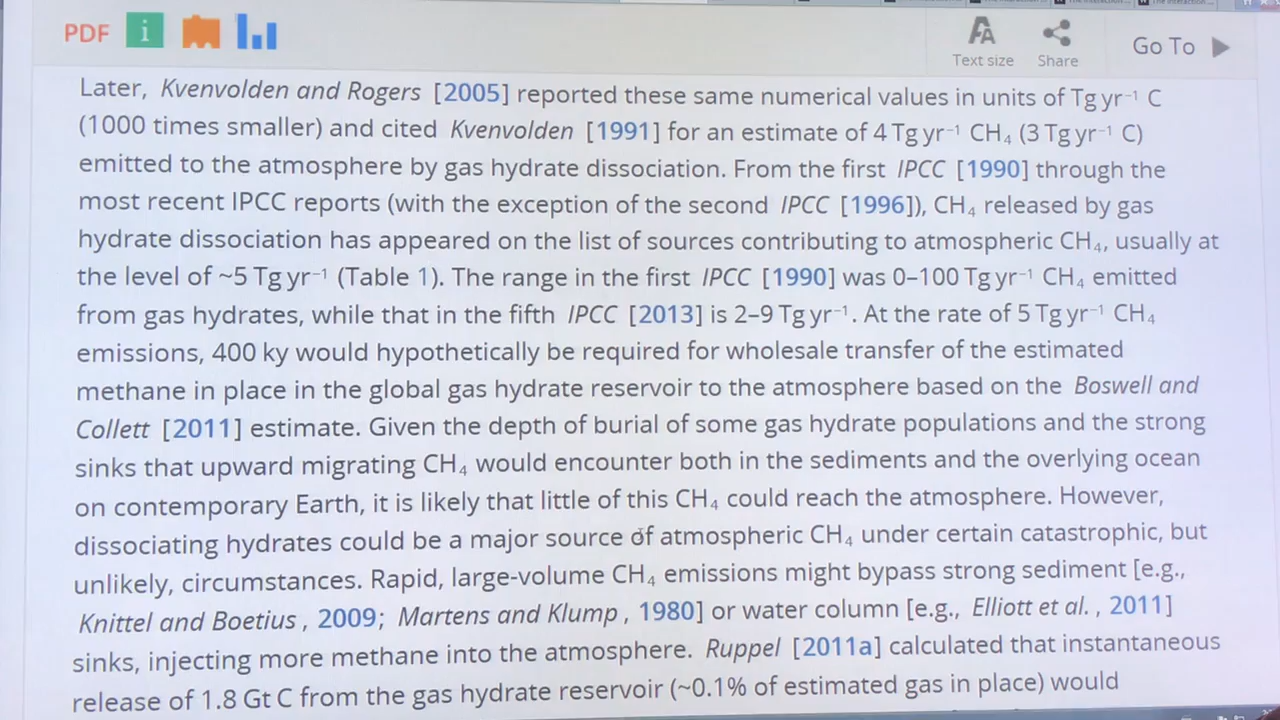 PDF i Text size Share Go To
Later, Kvenvolden and Rogers [2005] reported these same numerical values in units of Tg yr⁻¹ C
(1000 times smaller) and cited Kvenvolden [1991] for an estimate of 4 Tg yr⁻¹ CH₄ (3 Tg yr⁻¹ C)
emitted to the atmosphere by gas hydrate dissociation. From the first IPCC [1990] through the
most recent IPCC reports (with the exception of the second IPCC [1996]), CH₄ released by gas
hydrate dissociation has appeared on the list of sources contributing to atmospheric CH₄, usually at
the level of ~5 Tg yr⁻¹ (Table 1). The range in the first IPCC [1990] was 0–100 Tg yr⁻¹ CH₄ emitted
from gas hydrates, while that in the fifth IPCC [2013] is 2–9 Tg yr⁻¹. At the rate of 5 Tg yr⁻¹ CH₄
emissions, 400 ky would hypothetically be required for wholesale transfer of the estimated
methane in place in the global gas hydrate reservoir to the atmosphere based on the Boswell and
Collett [2011] estimate. Given the depth of burial of some gas hydrate populations and the strong
sinks that upward migrating CH₄ would encounter both in the sediments and the overlying ocean
on contemporary Earth, it is likely that little of this CH₄ could reach the atmosphere. However,
dissociating hydrates could be a major source of atmospheric CH₄ under certain catastrophic, but
unlikely, circumstances. Rapid, large-volume CH₄ emissions might bypass strong sediment [e.g.,
Knittel and Boetius, 2009; Martens and Klump, 1980] or water column [e.g., Elliott et al., 2011]
sinks, injecting more methane into the atmosphere. Ruppel [2011a] calculated that instantaneous
release of 1.8 Gt C from the gas hydrate reservoir (~0.1% of estimated gas in place) would